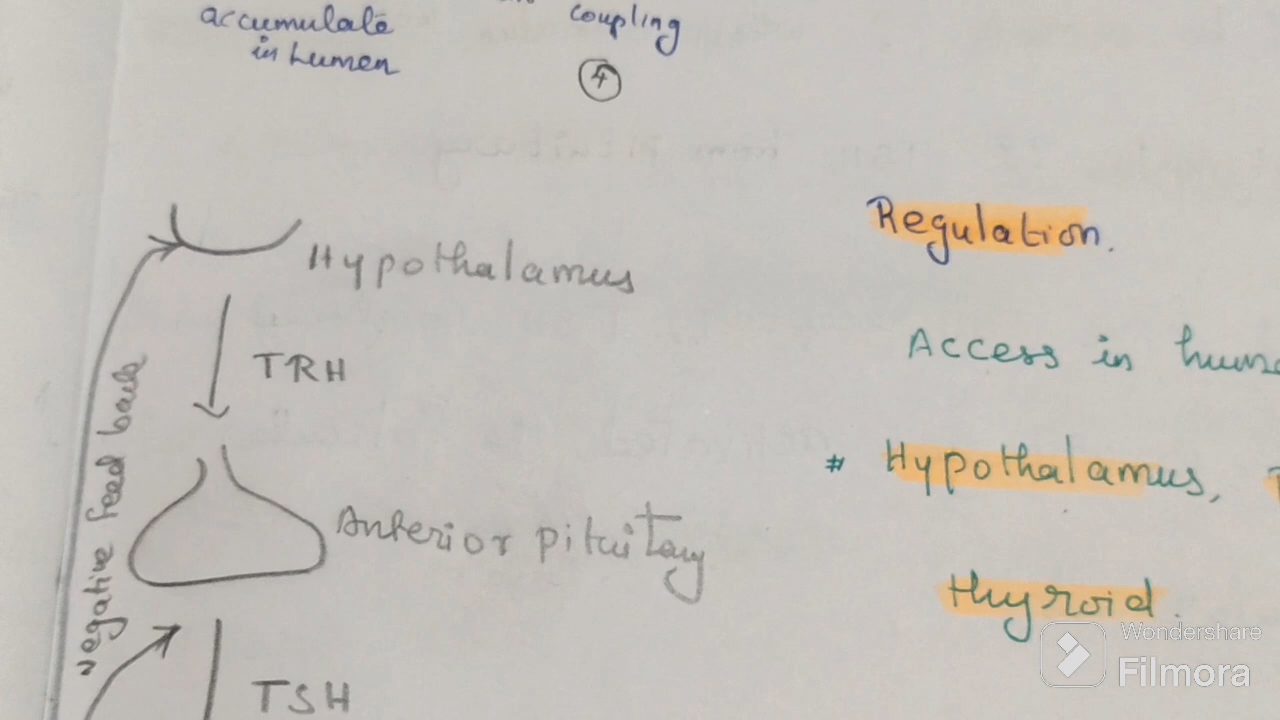 accumulate
in lumen
coupling
4
Hypothalamus
TRH
negative feed back
Anterior pituitary
TSH
Regulation.
Access in
* Hypothalamus,
thyroid.
Wondershare
Filmora